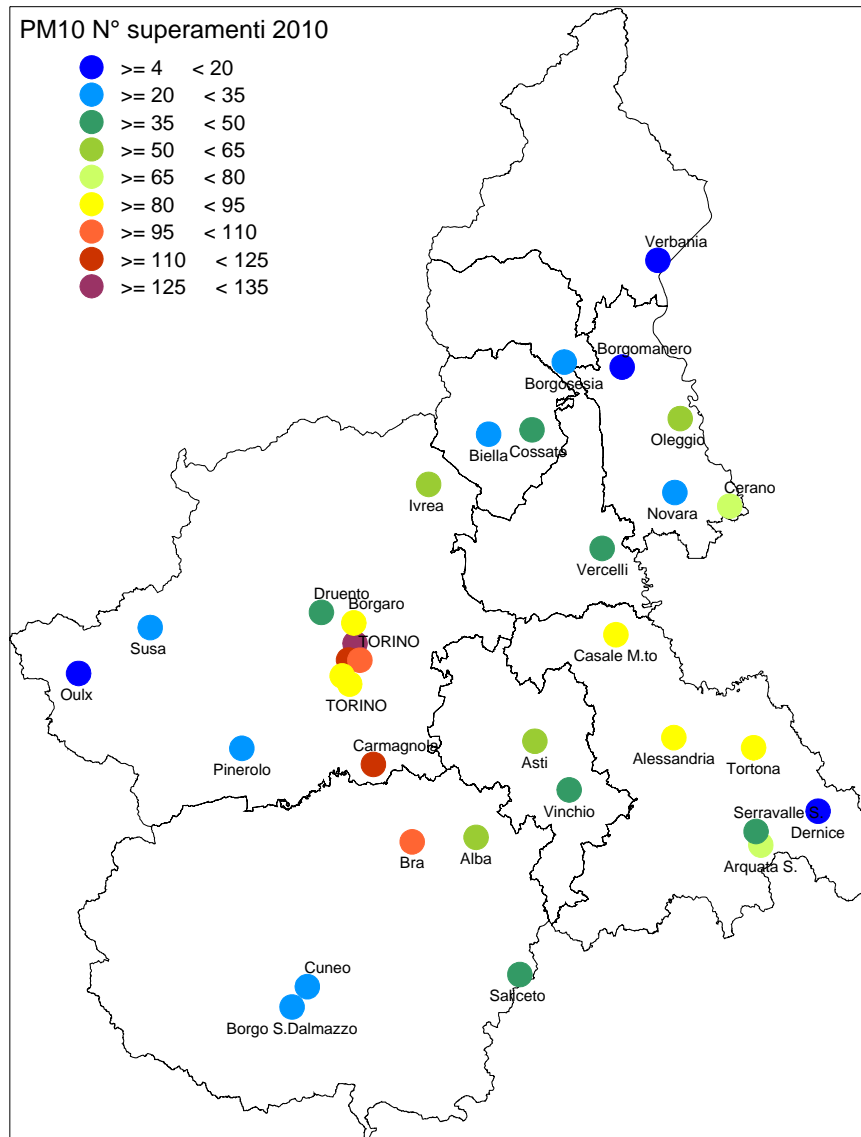 PM10 N° superamenti 2010
>= 4 < 20
>= 20 < 35
>= 35 < 50
>= 50 < 65
>= 65 < 80
>= 80 < 95
>= 95 < 110
>= 110 < 125
>= 125 < 135
Verbania
Borgomanero
Borgosesia
Oleggio
Biella
Cossato
Ivrea
Cerano
Novara
Vercelli
Druento
Borgaro
TORINO
Susa
Casale M.to
Oulx
TORINO
Carmagnola
Pinerolo
Asti
Alessandria
Tortona
Vinchio
Serravalle S.
Dernice
Bra
Alba
Arquata S.
Cuneo
Saliceto
Borgo S.Dalmazzo